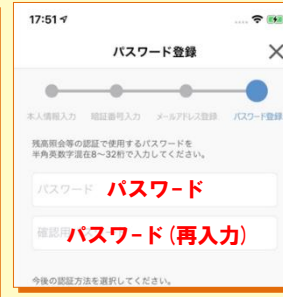 17:51
パスワード登録
本人情報入力 暗証番号入力 メールアドレス登録 パスワード登録
残高照会等の認証で使用するパスワードを
半角英数字混在8〜32桁で入力してください。
パスワード パスワード
確認用 パスワード(再入力)
今後の認証方法を選択してください。